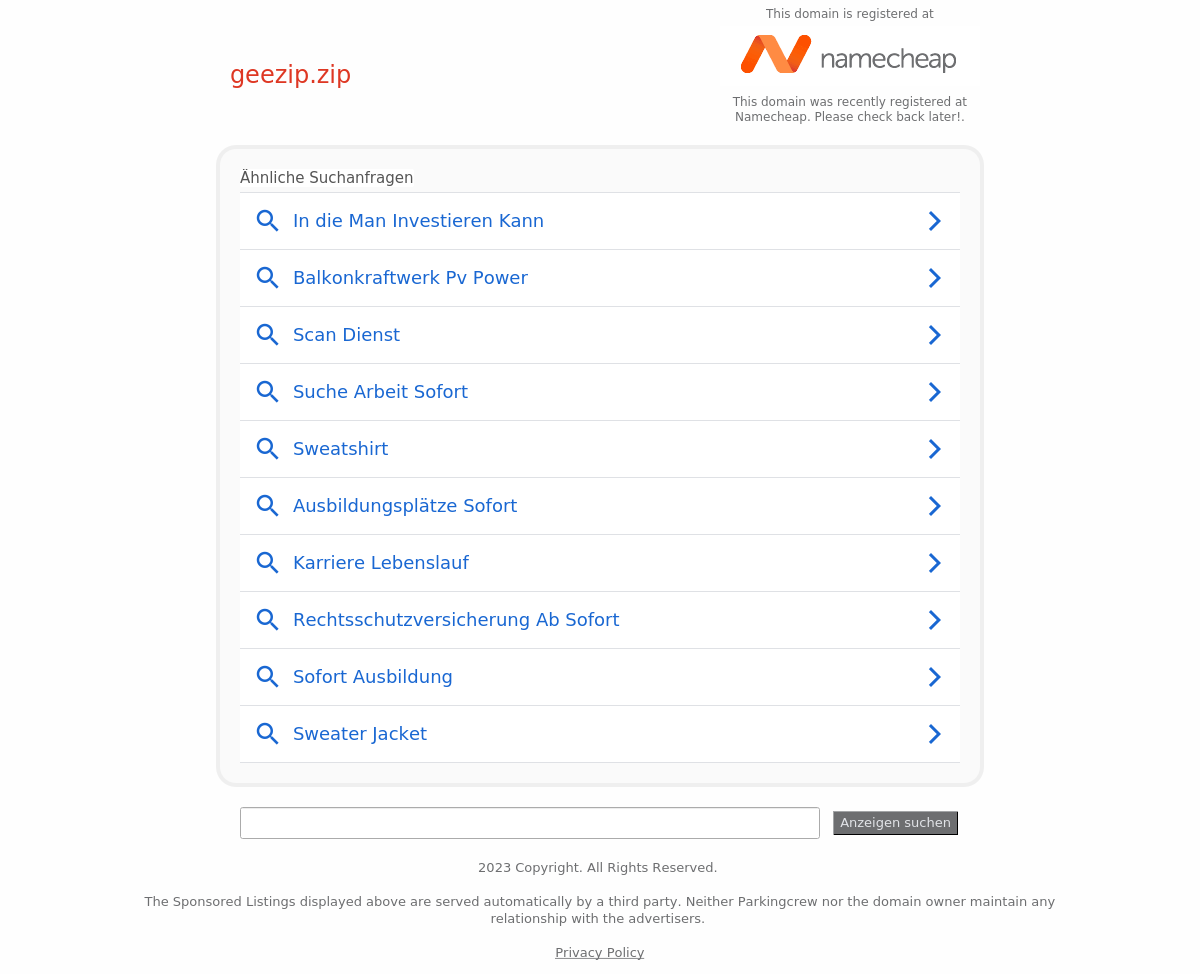 This domain is registered at
namecheap
geezip.zip
This domain was recently registered at
Namecheap. Please check back later!.
Ähnliche Suchanfragen
In die Man Investieren Kann
Balkonkraftwerk Pv Power
Scan Dienst
Suche Arbeit Sofort
Sweatshirt
Ausbildungsplätze Sofort
Karriere Lebenslauf
Rechtsschutzversicherung Ab Sofort
Sofort Ausbildung
Sweater Jacket
Anzeigen suchen
2023 Copyright. All Rights Reserved.
The Sponsored Listings displayed above are served automatically by a third party. Neither Parkingcrew nor the domain owner maintain any
relationship with the advertisers.
Privacy Policy